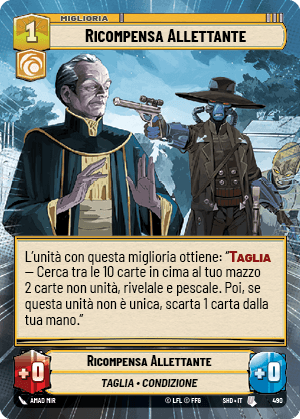 MIGLIORIA
1
RICOMPENSA ALLETTANTE
L'unità con questa miglioria ottiene: "TAGLIA
— Cerca tra le 10 carte in cima al tuo mazzo
2 carte non unità, rivelale e pescale. Poi, se
questa unità non è unica, scarta 1 carta dalla
tua mano."
+0
RICOMPENSA ALLETTANTE
+0
TAGLIA • CONDIZIONE
AMAD MIR
© LFL © FFG
SHD • IT
490